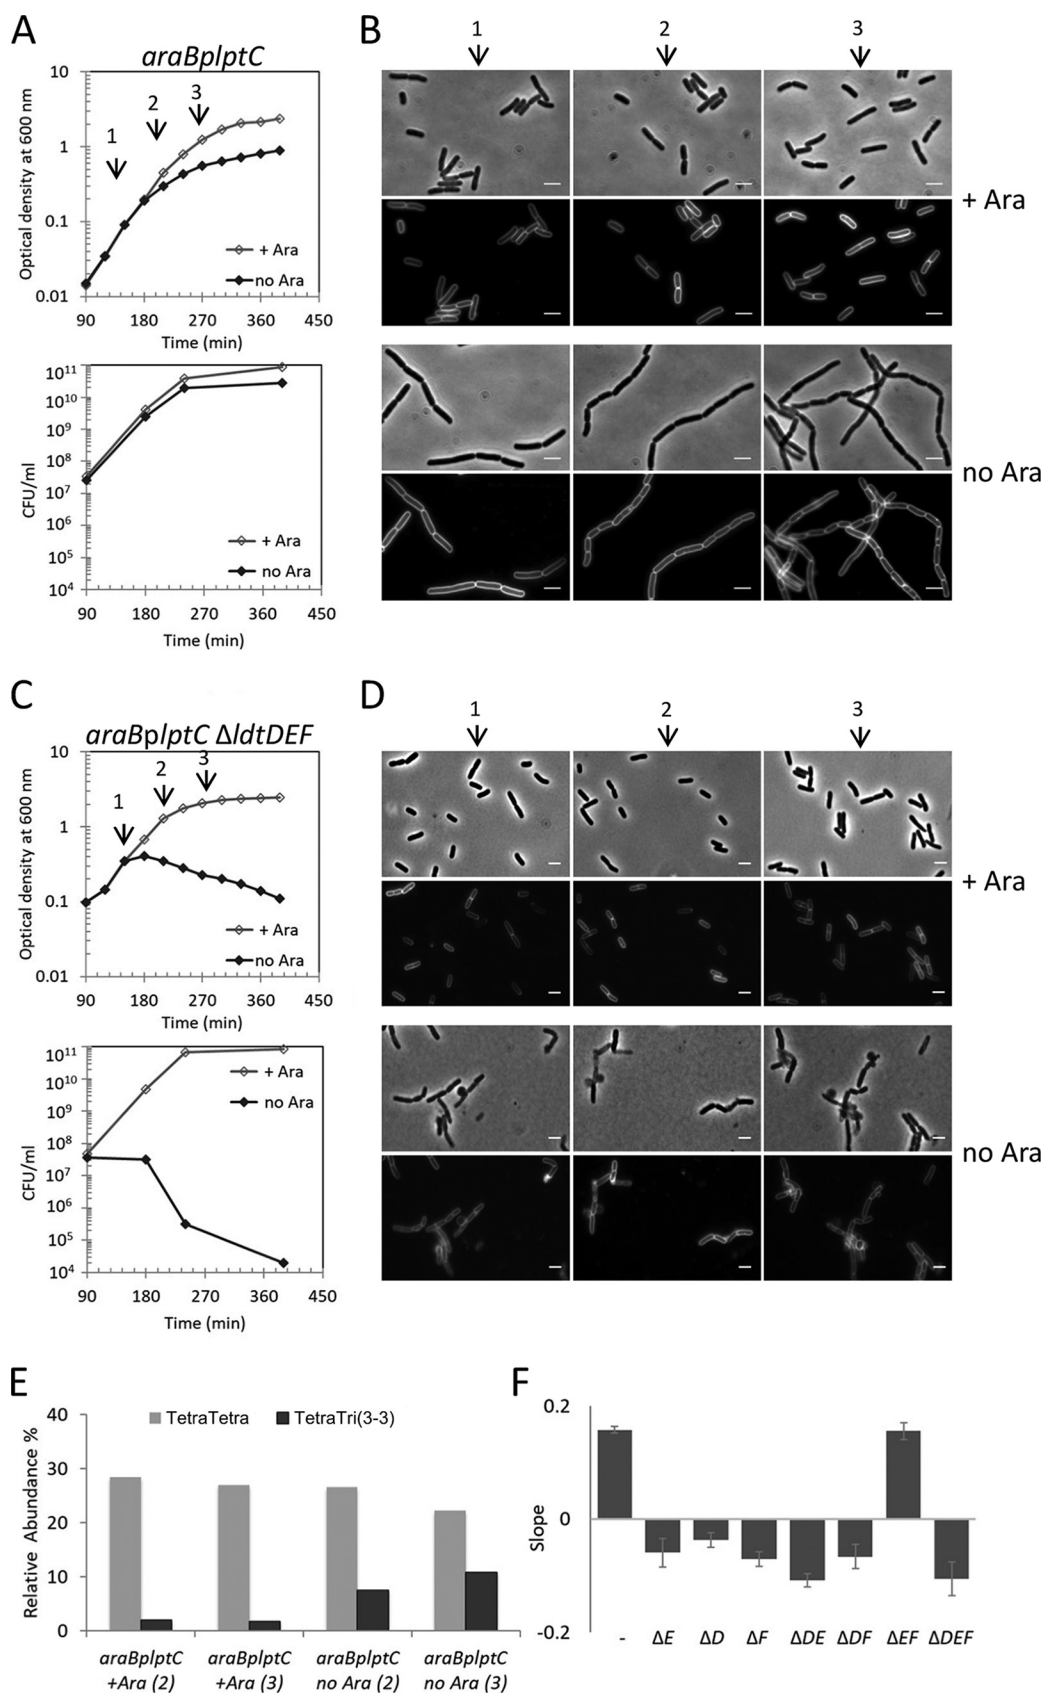 A
araBplptC
10
1
0.1
0.01
Optical density at 600 nm
1
2
3
+ Ara
no Ara
90 180 270 360 450
Time (min)
10¹¹
10¹⁰
10⁹
10⁸
10⁷
10⁶
10⁵
10⁴
CFU/ml
+ Ara
no Ara
90 180 270 360 450
Time (min)
B
1 2 3
+ Ara
no Ara
C
araBplptC ΔldtDEF
10
1
0.1
0.01
Optical density at 600 nm
1
2
3
+ Ara
no Ara
90 180 270 360 450
Time (min)
10¹¹
10¹⁰
10⁹
10⁸
10⁷
10⁶
10⁵
10⁴
CFU/ml
+ Ara
no Ara
90 180 270 360 450
Time (min)
D
1 2 3
+ Ara
no Ara
E
TetraTetra TetraTri(3-3)
40
30
20
10
0
Relative Abundance %
araBplptC araBplptC araBplptC araBplptC
+Ara (2) +Ara (3) no Ara (2) no Ara (3)
F
0.2
0
-0.2
Slope
- ΔE ΔD ΔF ΔDE ΔDF ΔEF ΔDEF